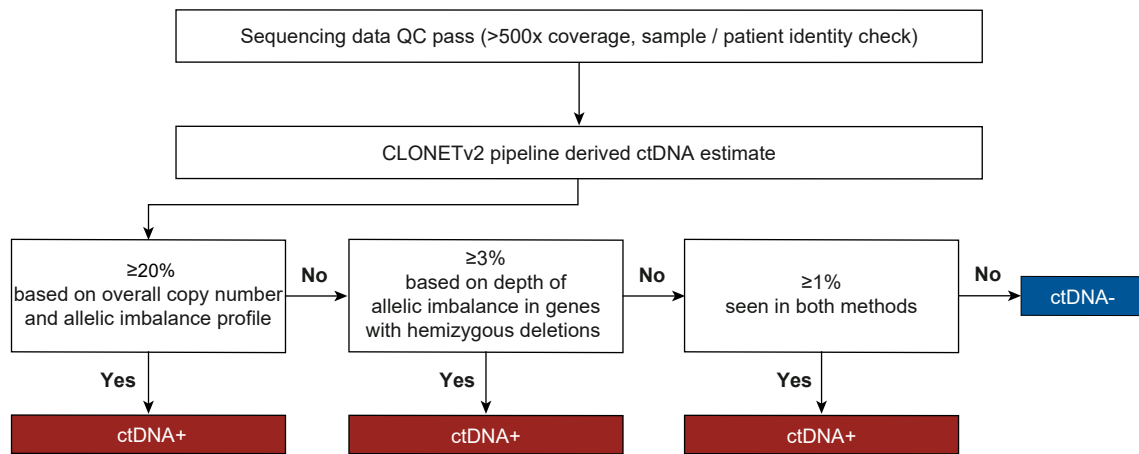 Sequencing data QC pass (>500x coverage, sample / patient identity check)
CLONETv2 pipeline derived ctDNA estimate
≥20%
based on overall copy number
and allelic imbalance profile
No
≥3%
based on depth of
allelic imbalance in genes
with hemizygous deletions
No
≥1%
seen in both methods
No
ctDNA-
Yes
Yes
Yes
ctDNA+
ctDNA+
ctDNA+